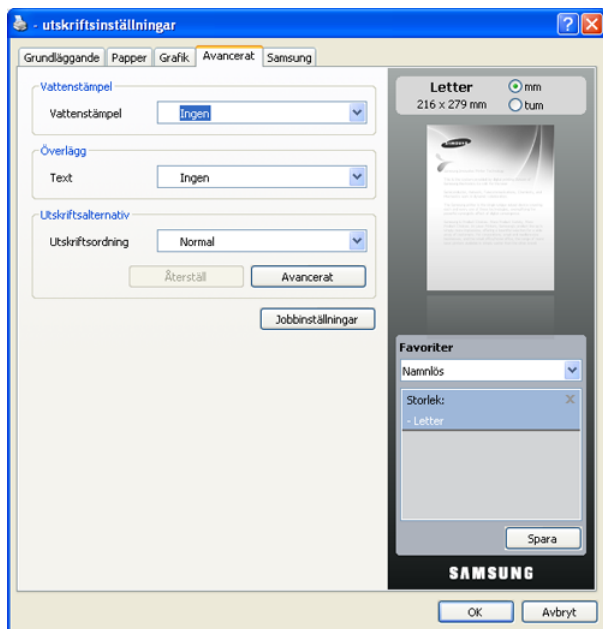 - utskriftsinställningar
Grundläggande Papper Grafik Avancerat Samsung
Vattenstämpel
Vattenstämpel Ingen
Överlägg
Text Ingen
Utskriftsalternativ
Utskriftsordning Normal
Återställ Avancerat
Jobbinställningar
Letter
216 x 279 mm
mm
tum
SAMSUNG
Favoriter
Namnlös
Storlek:
- Letter
Spara
SAMSUNG
OK Avbryt